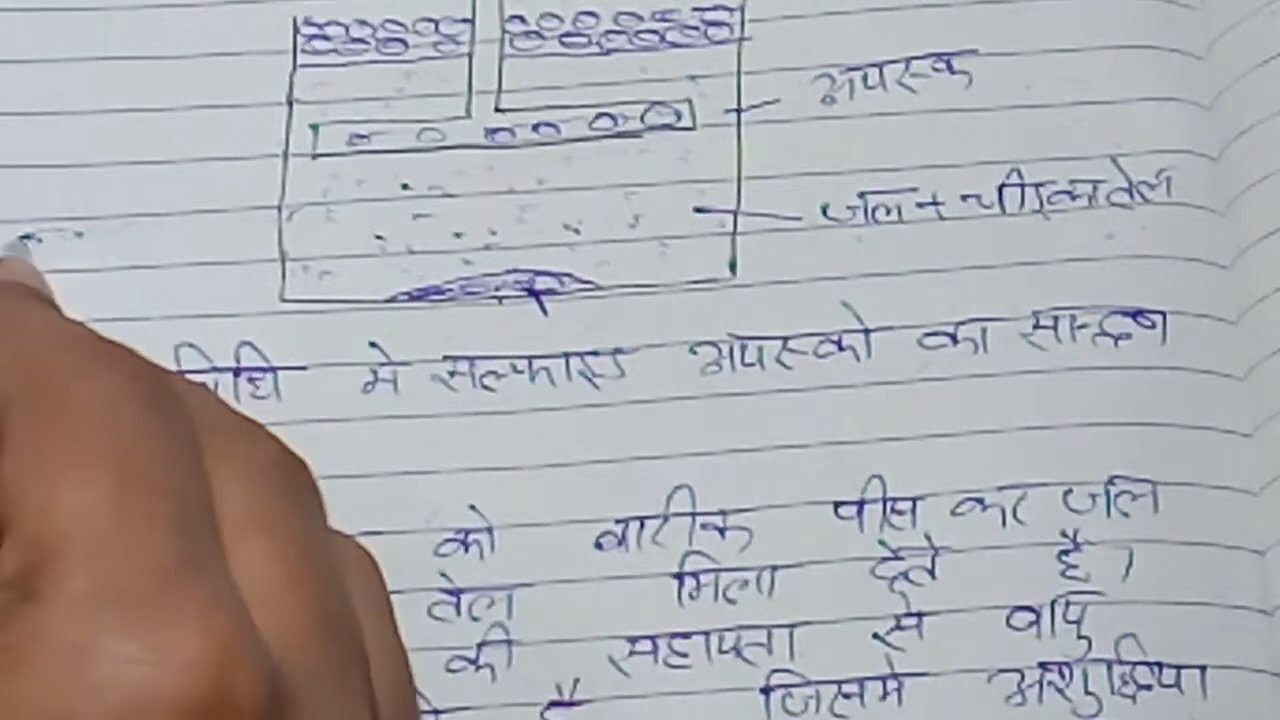 अयस्क
जल + चीड़ का तेल
विधि मे सल्फाइड अयस्को का सान्द्रण
को बारीक पीस कर जल
तेल मिला देते है।
की सहायता से वायु
है जिसमे अशुद्धिया